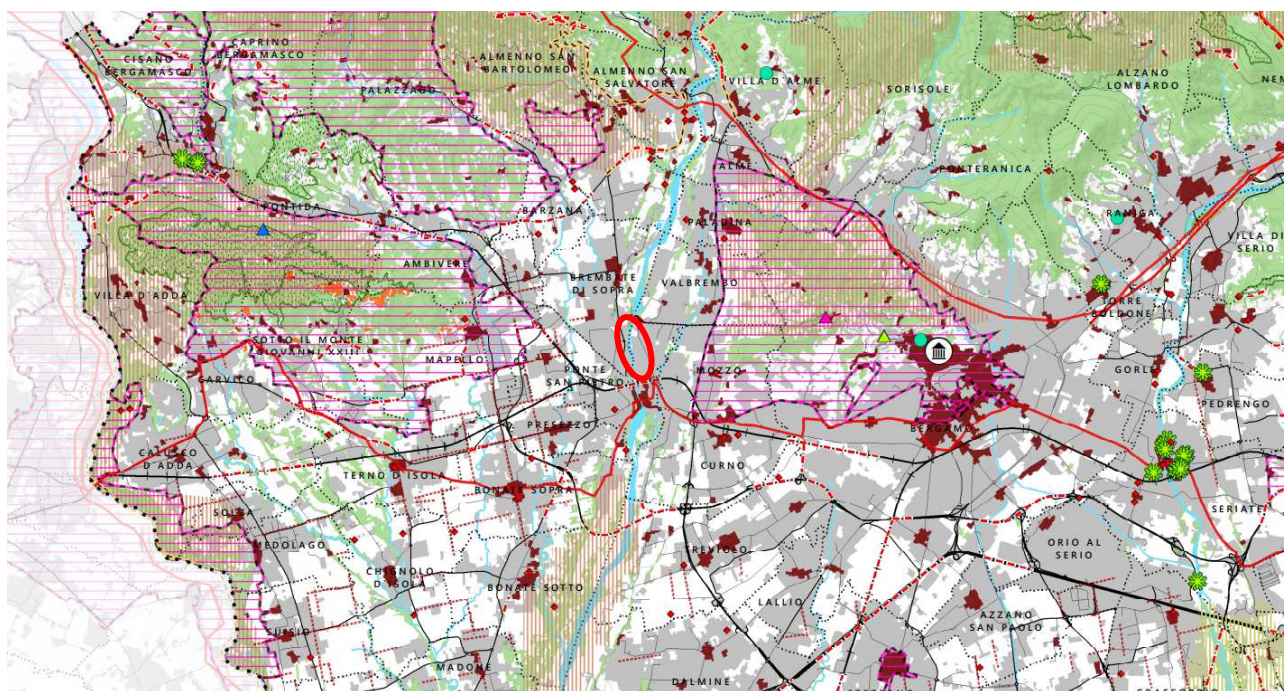 CISANO
BERGAMASCO
CAPRINO
BERGAMASCO
PALAZZAGO
ALMENNO SAN
BARTOLOMEO
ALMENNO SAN
SALVATORE
VILLA D'ALMÈ
SORISOLE
ALZANO
LOMBARDO
ALMÈ
PONTERANICA
PONTIDA
BARZANA
PALADINA
RANICA
VILLA DI
SERIO
AMBIVERE
BREMBATE
DI SOPRA
VALBREMBO
VILLA D'ADDA
TORRE
BOLDONE
SOTTO IL MONTE
GIOVANNI XXIII
MAPELLO
CARVICO
PONTE
SAN PIETRO
MOZZO
GORLE
PEDRENGO
PRESEZZO
BERGAMO
CALUSCO
D'ADDA
TERNO D'ISOLA
CURNO
BONATE SOPRA
SOLZA
SERIATE
MEDOLAGO
TREVIOLO
ORIO AL
SERIO
CHIGNOLO
D'ISOLA
BONATE SOTTO
LALLIO
AZZANO
SAN PAOLO
SUISIO
MADONE
DALMINE